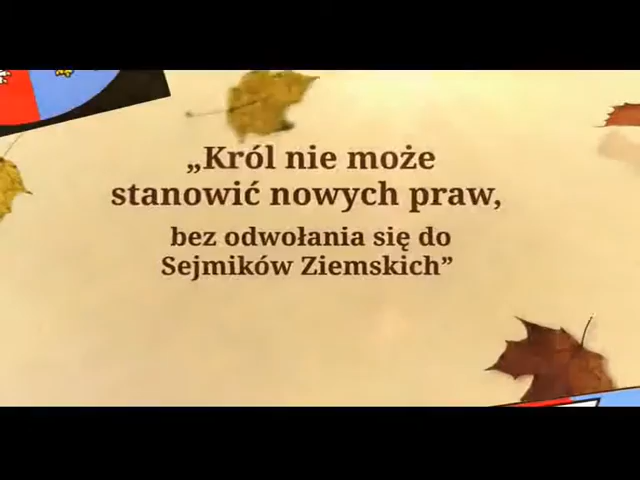 „Król nie może
stanowić nowych praw,
bez odwołania się do
Sejmików Ziemskich”